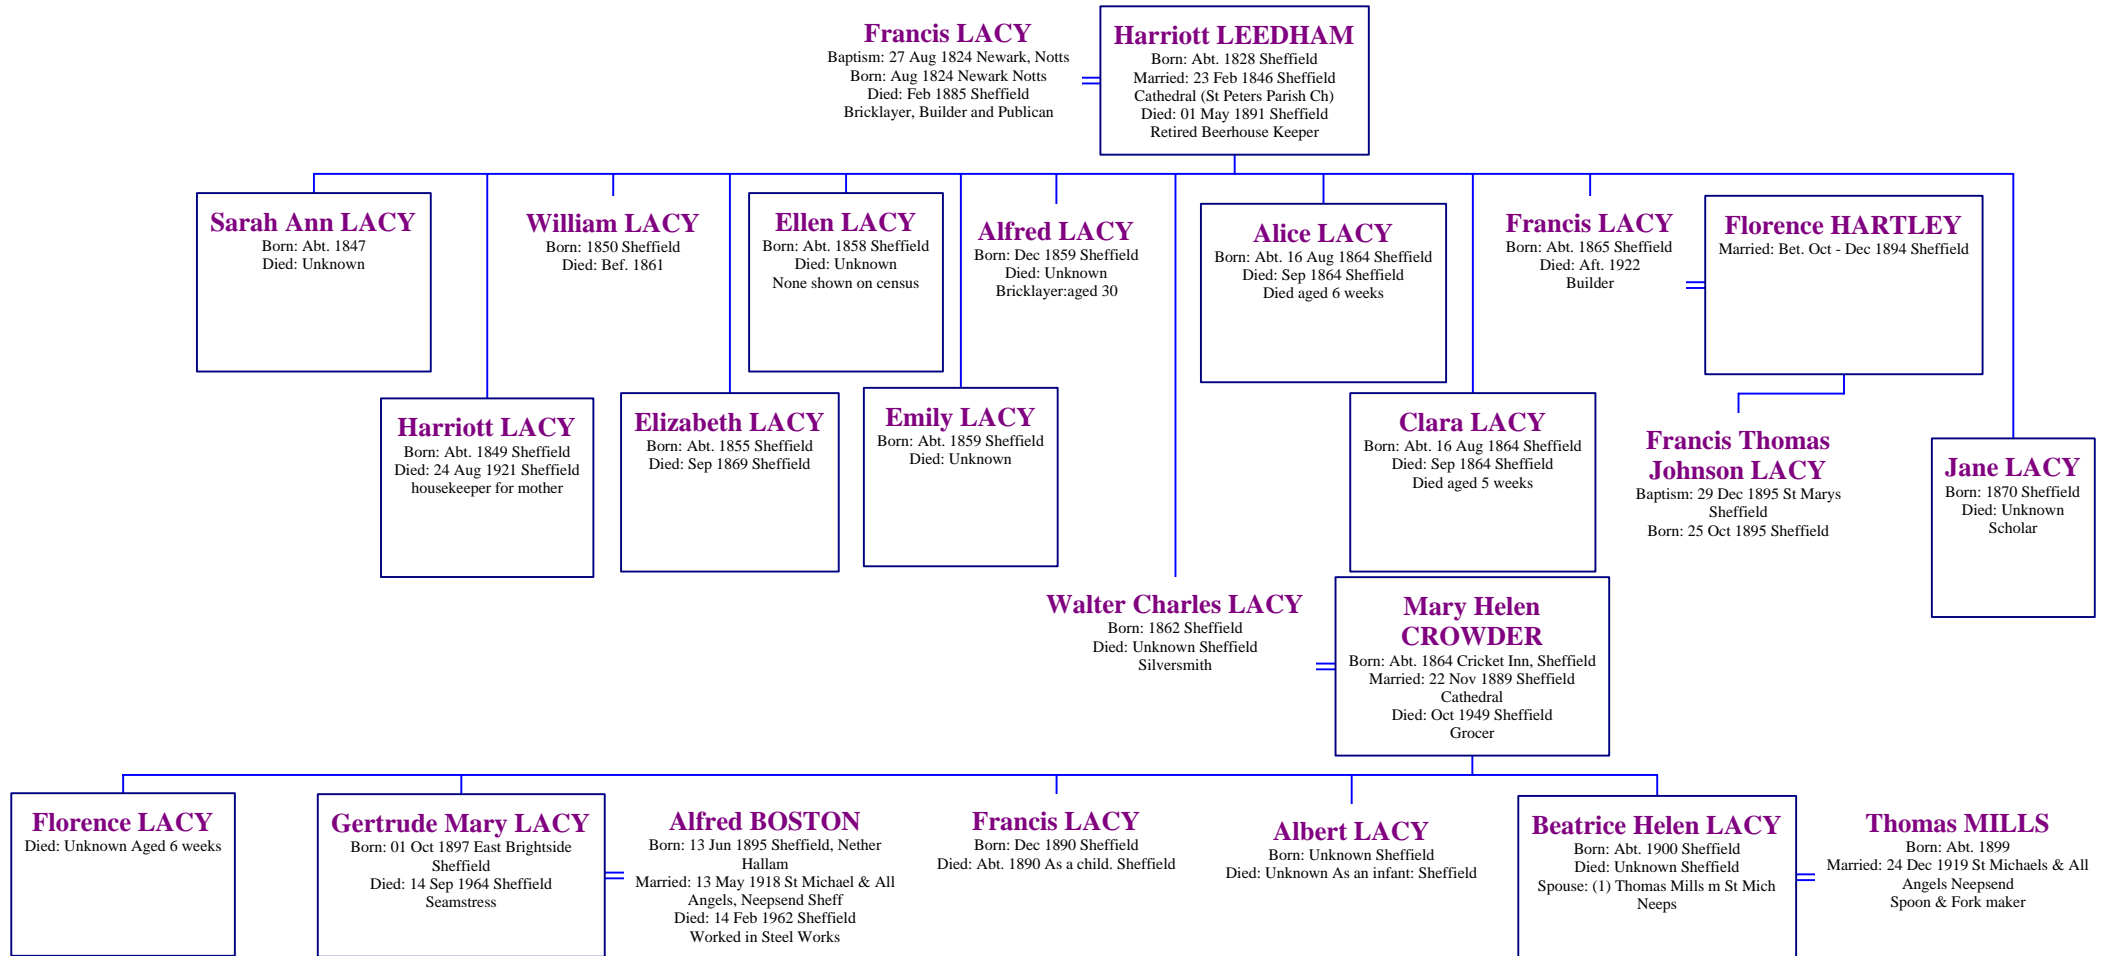 Francis LACY
Baptism: 27 Aug 1824 Newark, Notts
Born: Aug 1824 Newark Notts
Died: Feb 1885 Sheffield
Bricklayer, Builder and Publican
Harriott LEEDHAM
Born: Abt. 1828 Sheffield
Married: 23 Feb 1846 Sheffield
Cathedral (St Peters Parish Ch)
Died: 01 May 1891 Sheffield
Retired Beerhouse Keeper
Sarah Ann LACY
Born: Abt. 1847
Died: Unknown
William LACY
Born: 1850 Sheffield
Died: Bef. 1861
Ellen LACY
Born: Abt. 1858 Sheffield
Died: Unknown
None shown on census
Alfred LACY
Born: Dec 1859 Sheffield
Died: Unknown
Bricklayer:aged 30
Alice LACY
Born: Abt. 16 Aug 1864 Sheffield
Died: Sep 1864 Sheffield
Died aged 6 weeks
Francis LACY
Born: Abt. 1865 Sheffield
Died: Aft. 1922
Builder
Florence HARTLEY
Married: Bet. Oct - Dec 1894 Sheffield
Harriott LACY
Born: Abt. 1849 Sheffield
Died: 24 Aug 1921 Sheffield
housekeeper for mother
Elizabeth LACY
Born: Abt. 1855 Sheffield
Died: Sep 1869 Sheffield
Emily LACY
Born: Abt. 1859 Sheffield
Died: Unknown
Clara LACY
Born: Abt. 16 Aug 1864 Sheffield
Died: Sep 1864 Sheffield
Died aged 5 weeks
Francis Thomas
Johnson LACY
Baptism: 29 Dec 1895 St Marys
Sheffield
Born: 25 Oct 1895 Sheffield
Jane LACY
Born: 1870 Sheffield
Died: Unknown
Scholar
Walter Charles LACY
Born: 1862 Sheffield
Died: Unknown Sheffield
Silversmith
Mary Helen
CROWDER
Born: Abt. 1864 Cricket Inn, Sheffield
Married: 22 Nov 1889 Sheffield
Cathedral
Died: Oct 1949 Sheffield
Grocer
Florence LACY
Died: Unknown Aged 6 weeks
Gertrude Mary LACY
Born: 01 Oct 1897 East Brightside
Sheffield
Died: 14 Sep 1964 Sheffield
Seamstress
Alfred BOSTON
Born: 13 Jun 1895 Sheffield, Nether
Hallam
Married: 13 May 1918 St Michael & All
Angels, Neepsend Sheff
Died: 14 Feb 1962 Sheffield
Worked in Steel Works
Francis LACY
Born: Dec 1890 Sheffield
Died: Abt. 1890 As a child. Sheffield
Albert LACY
Born: Unknown Sheffield
Died: Unknown As an infant: Sheffield
Beatrice Helen LACY
Born: Abt. 1900 Sheffield
Died: Unknown Sheffield
Spouse: (1) Thomas Mills m St Mich
Neeps
Thomas MILLS
Born: Abt. 1899
Married: 24 Dec 1919 St Michaels & All
Angels Neepsend
Spoon & Fork maker